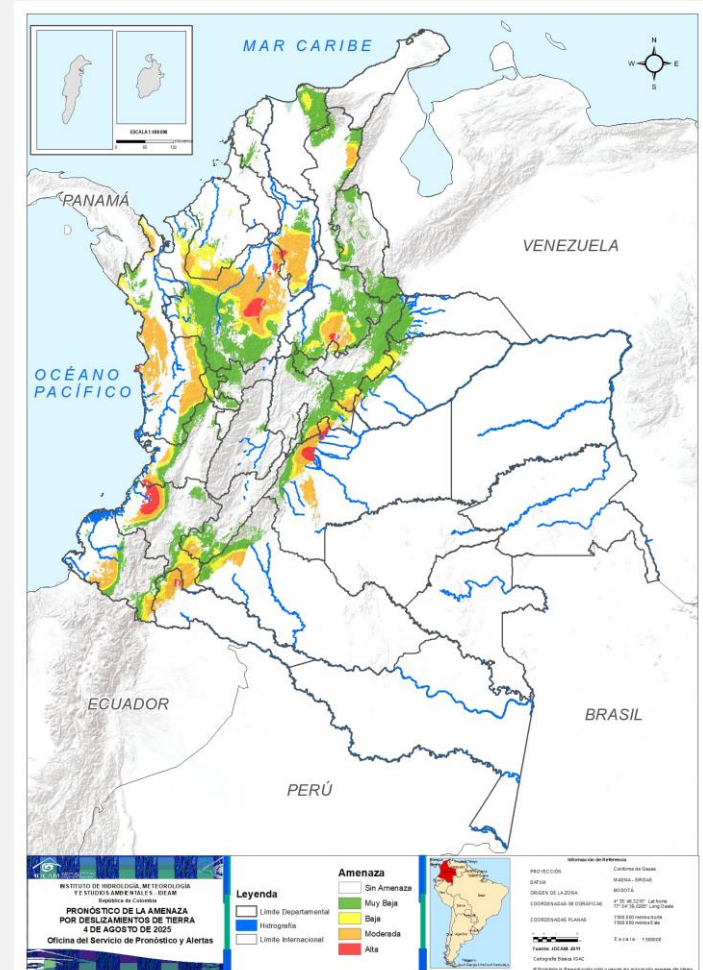 MAR CARIBE
N
W
E
S
ESCALA 1:600.000
PANAMÁ
VENEZUELA
OCÉANO
PACÍFICO
ECUADOR
BRASIL
PERÚ
IDEAM
INSTITUTO DE HIDROLOGÍA, METEOROLOGÍA
Y ESTUDIOS AMBIENTALES - IDEAM
República de Colombia
PRONÓSTICO DE LA AMENAZA
POR DESLIZAMIENTOS DE TIERRA
4 DE AGOSTO DE 2025
Oficina del Servicio de Pronóstico y Alertas
Leyenda
Límite Departamental
Hidrografía
Límite Internacional
Amenaza
Sin Amenaza
Muy Baja
Baja
Moderada
Alta
Información de Referencia
PROYECCIÓN
Conforme de Gauss
DATUM
MAGNA - SIRGAS
ORIGEN DE LA ZONA
BOGOTÁ
COORDENADAS GEOGRÁFICAS
COORDENADAS PLANAS
Fuente: IDEAM, 2011
Cartografía Básica IGAC